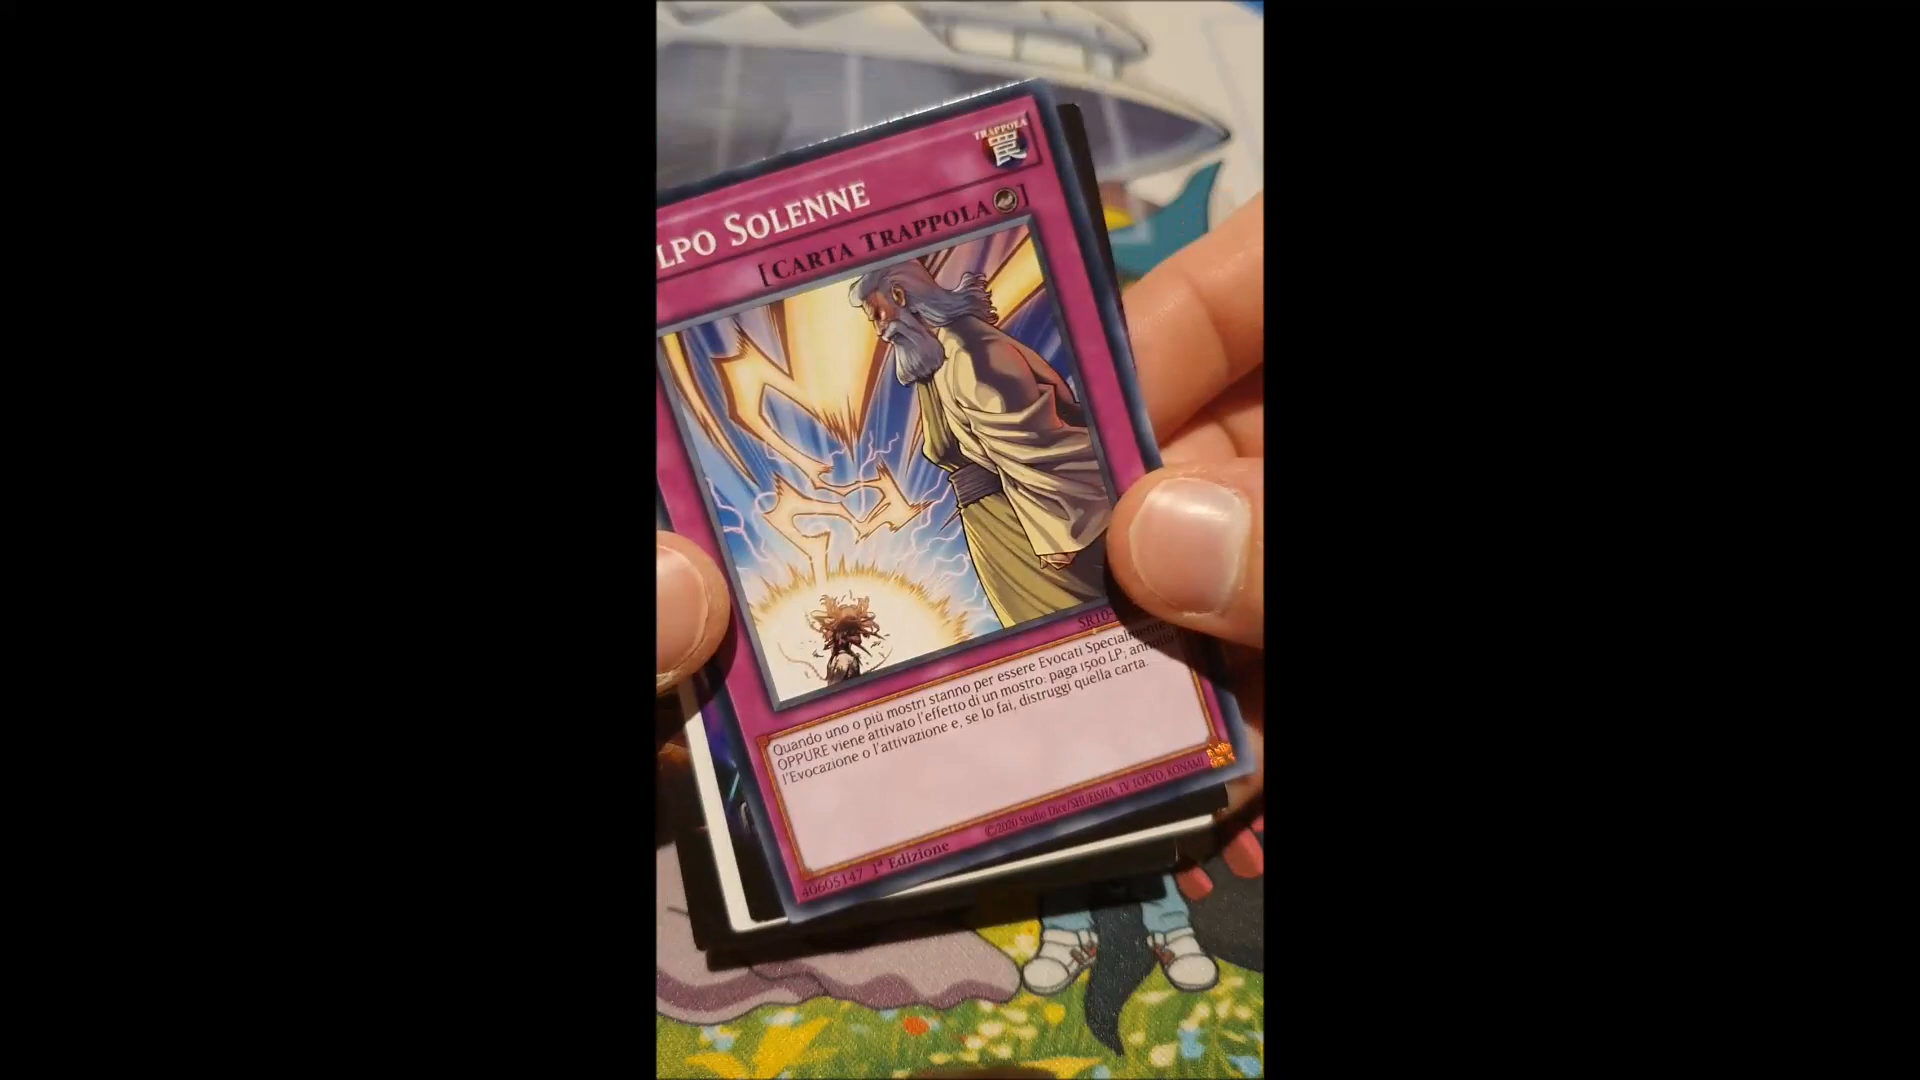 TRAPPOLA
罠
LPO SOLENNE
[CARTA TRAPPOLA]
SR10-
Quando uno o più mostri stanno per essere Evocati Specialmente
OPPURE viene attivato l'effetto di un mostro: paga 1500 LP; annulla
l'Evocazione o l'attivazione e, se lo fai, distruggi quella carta.
©2020 Studio Dice/SHUEISHA, TV TOKYO, KONAMI
40605147 1ª Edizione